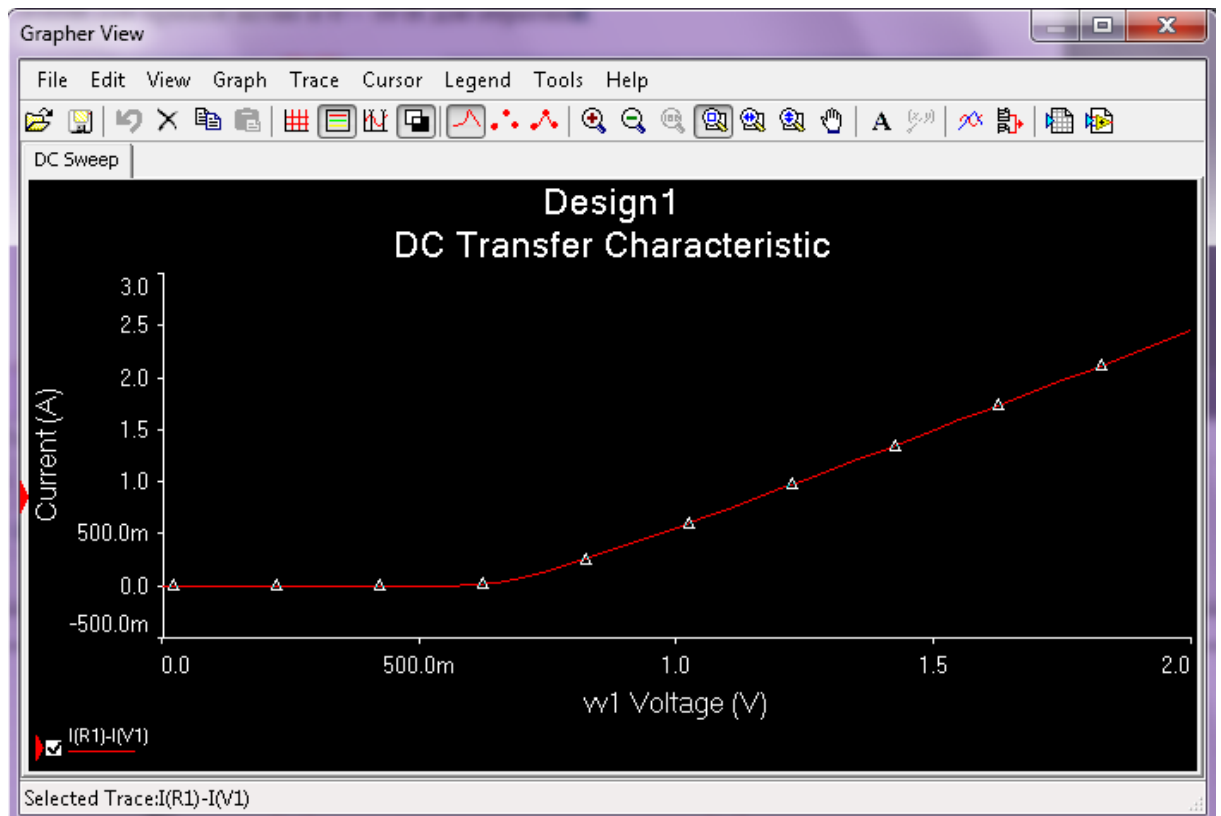 Grapher View
File Edit View Graph Trace Cursor Legend Tools Help
A
DC Sweep
Design1
DC Transfer Characteristic
3.0
2.5
2.0
1.5
1.0
500.0m
0.0
-500.0m
Current (A)
0.0 500.0m 1.0 1.5 2.0
vv1 Voltage (V)
I(R1)-I(V1)
Selected Trace:I(R1)-I(V1)